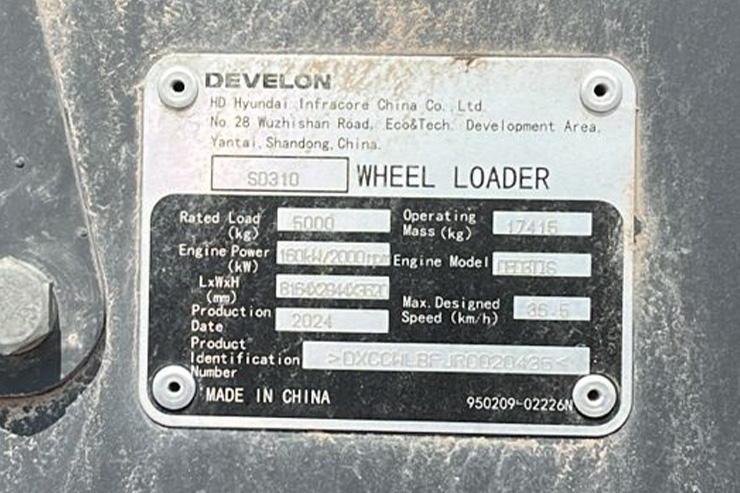 DEVELON
HD Hyundai Infracore China Co., Ltd.
No. 28 Wuzhishan Road, Eco&Tech. Development Area,
Yantai, Shandong, China.
SD310 WHEEL LOADER
Rated Load (kg) 5000 Operating Mass (kg) 17415
Engine Power (kW) 160kW/2000rpm Engine Model
LxWxH (mm)
Production Date 2024 Max. Designed Speed (km/h) 36.5
Product Identification Number
MADE IN CHINA 950209-02226N